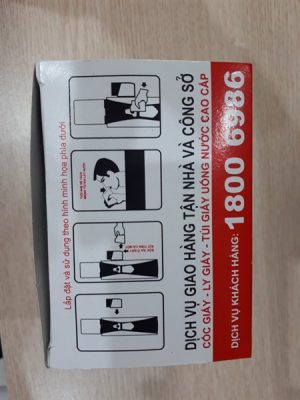 Lắp đặt và sử dụng theo hình minh họa phía dưới
DỊCH VỤ GIAO HÀNG TẬN NHÀ VÀ CÔNG SỞ
CỐC GIẤY - LY GIẤY - TÚI GIẤY UỐNG NƯỚC CAO CẤP
DỊCH VỤ KHÁCH HÀNG: 1800 6986